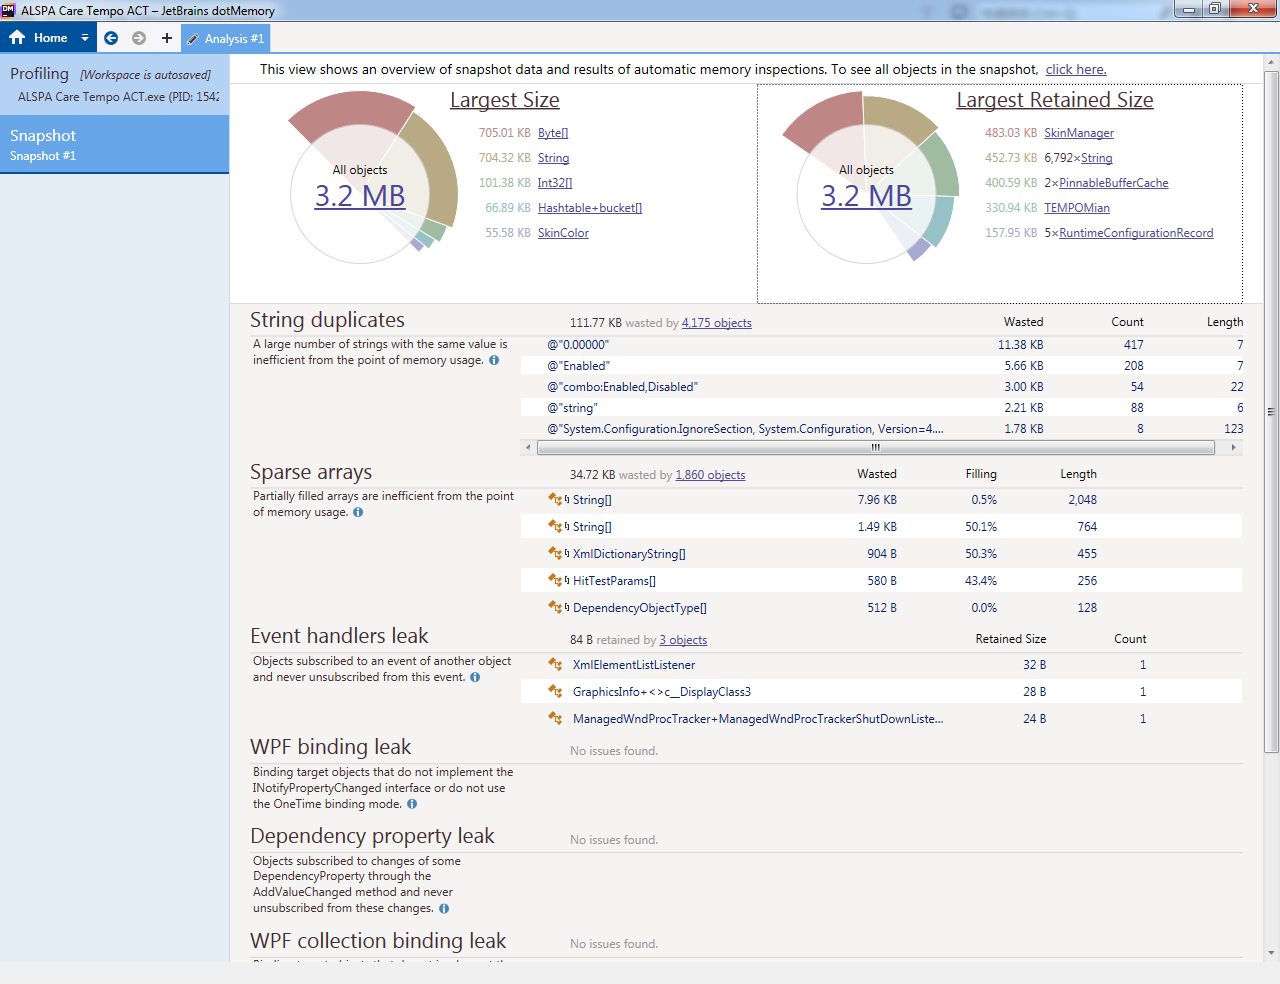 ALSPA Care Tempo ACT – JetBrains dotMemory
Home
Analysis #1
Profiling [Workspace is autosaved]
ALSPA Care Tempo ACT.exe (PID: 1542
Snapshot
Snapshot #1
This view shows an overview of snapshot data and results of automatic memory inspections. To see all objects in the snapshot, click here.
Largest Size
All objects
3.2 MB
705.01 KB Byte[]
704.32 KB String
101.38 KB Int32[]
66.89 KB Hashtable+bucket[]
55.58 KB SkinColor
Largest Retained Size
All objects
3.2 MB
483.03 KB SkinManager
452.73 KB 6,792×String
400.59 KB 2×PinnableBufferCache
330.94 KB TEMPOMian
157.95 KB 5×RuntimeConfigurationRecord
String duplicates
A large number of strings with the same value is
inefficient from the point of memory usage.
111.77 KB wasted by 4,175 objects Wasted Count Length
@"0.00000" 11.38 KB 417 7
@"Enabled" 5.66 KB 208 7
@"combo:Enabled,Disabled" 3.00 KB 54 22
@"string" 2.21 KB 88 6
@"System.Configuration.IgnoreSection, System.Configuration, Version=4.... 1.78 KB 8 123
Sparse arrays
Partially filled arrays are inefficient from the point
of memory usage.
34.72 KB wasted by 1,860 objects Wasted Filling Length
String[] 7.96 KB 0.5% 2,048
String[] 1.49 KB 50.1% 764
XmlDictionaryString[] 904 B 50.3% 455
HitTestParams[] 580 B 43.4% 256
DependencyObjectType[] 512 B 0.0% 128
Event handlers leak
Objects subscribed to an event of another object
and never unsubscribed from this event.
84 B retained by 3 objects Retained Size Count
XmlElementListListener 32 B 1
GraphicsInfo+<>c__DisplayClass3 28 B 1
ManagedWndProcTracker+ManagedWndProcTrackerShutDownListe... 24 B 1
WPF binding leak
No issues found.
Binding target objects that do not implement the
INotifyPropertyChanged interface or do not use
the OneTime binding mode.
Dependency property leak
No issues found.
Objects subscribed to changes of some
DependencyProperty through the
AddValueChanged method and never
unsubscribed from these changes.
WPF collection binding leak
No issues found.